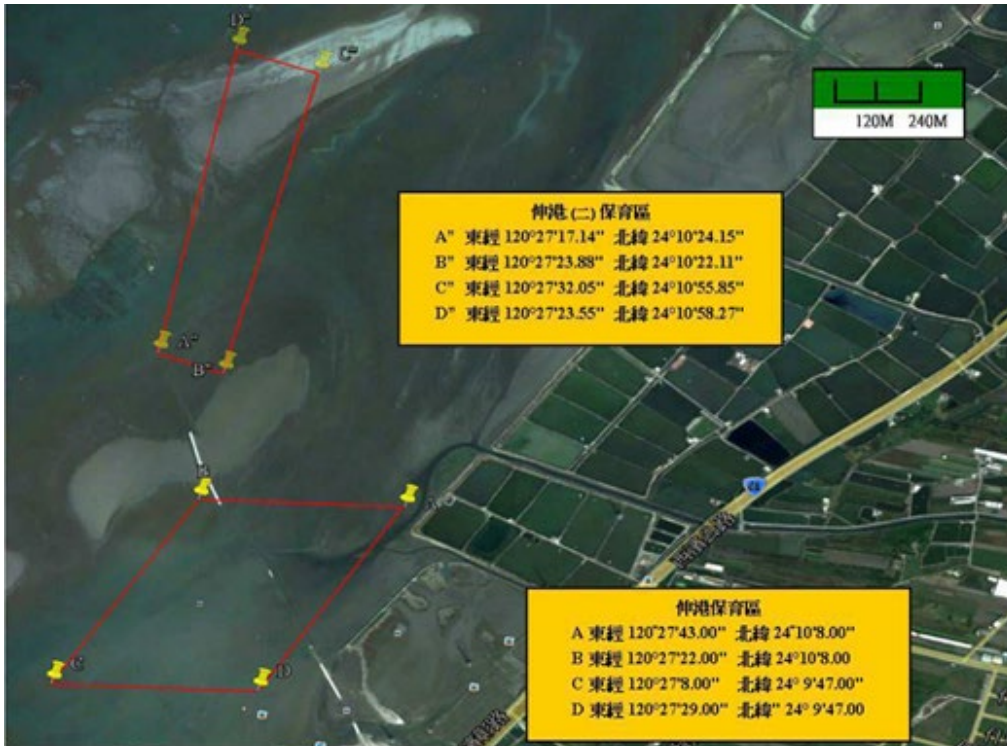 D"
C"
120M 240M
伸港 (二) 保育區
A" 東經 120°27'17.14" 北緯 24°10'24.15"
B" 東經 120°27'23.88" 北緯 24°10'22.11"
C" 東經 120°27'32.05" 北緯 24°10'55.85"
D" 東經 120°27'23.55" 北緯 24°10'58.27"
A"
B"
C
D
伸港保育區
A 東經 120°27'43.00" 北緯 24°10'8.00"
B 東經 120°27'22.00" 北緯 24°10'8.00
C 東經 120°27'8.00" 北緯 24° 9'47.00"
D 東經 120°27'29.00" 北緯" 24° 9'47.00